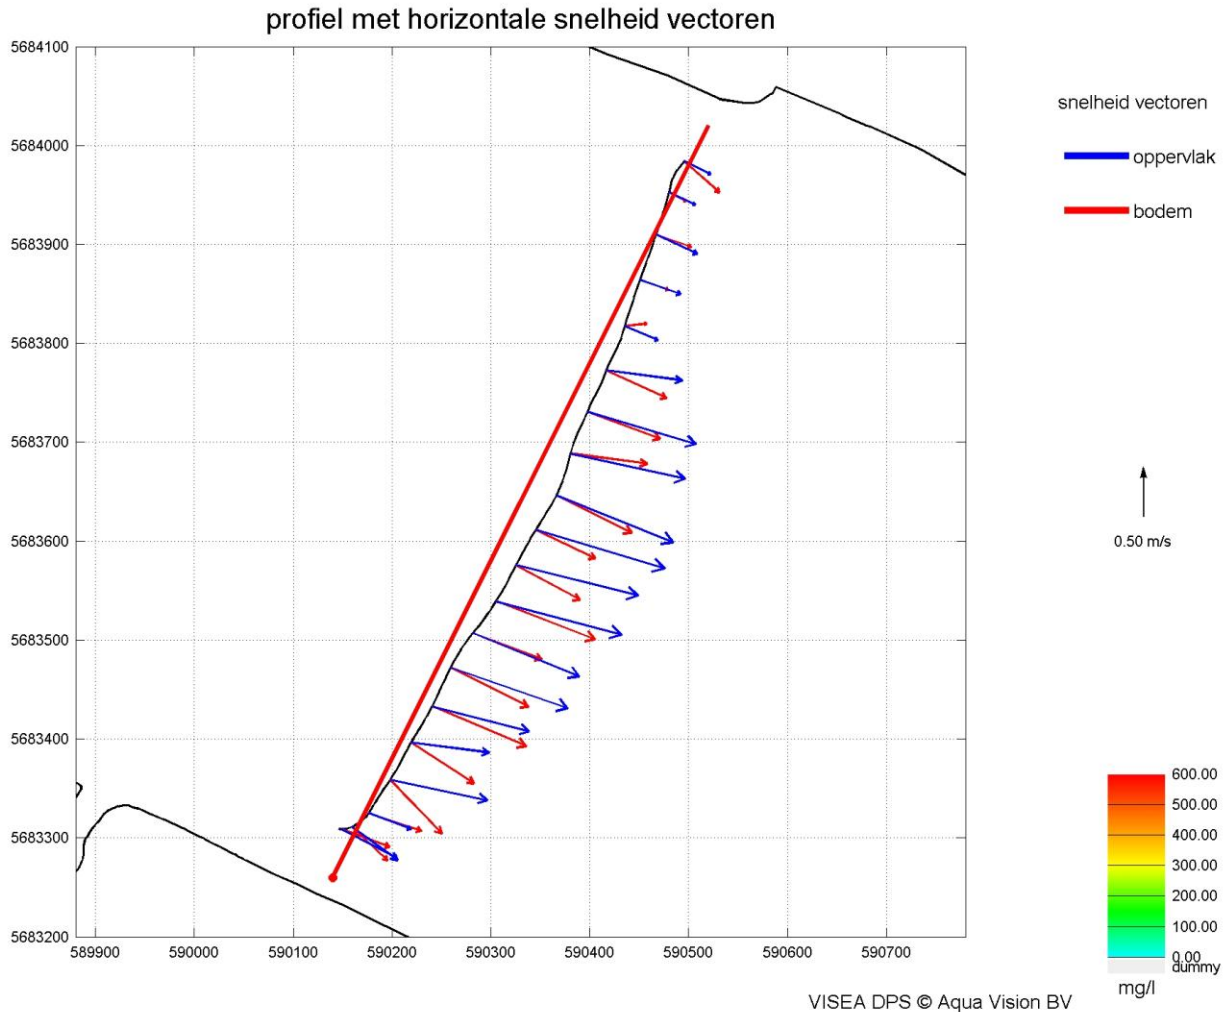 profiel met horizontale snelheid vectoren
5684100
5684000
5683900
5683800
5683700
5683600
5683500
5683400
5683300
5683200
589900 590000 590100 590200 590300 590400 590500 590600 590700
snelheid vectoren
oppervlak
bodem
0.50 m/s
600.00
500.00
400.00
300.00
200.00
100.00
0.00
dummy
mg/l
VISEA DPS © Aqua Vision BV